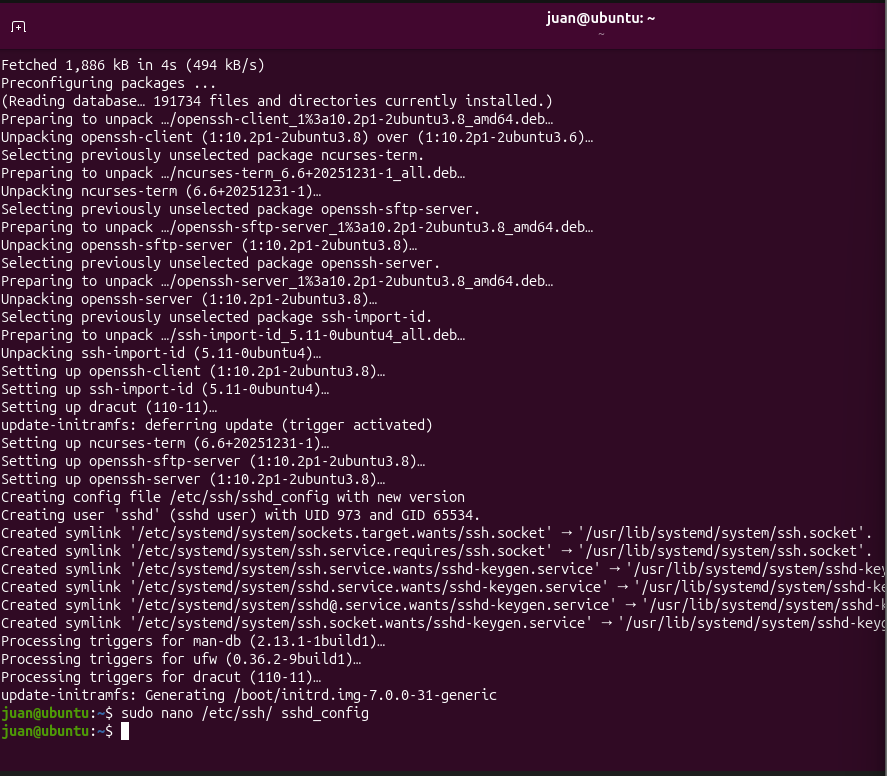 juan@ubuntu: ~
~
Fetched 1,886 kB in 4s (494 kB/s)
Preconfiguring packages ...
(Reading database… 191734 files and directories currently installed.)
Preparing to unpack …/openssh-client_1%3a10.2p1-2ubuntu3.8_amd64.deb…
Unpacking openssh-client (1:10.2p1-2ubuntu3.8) over (1:10.2p1-2ubuntu3.6)…
Selecting previously unselected package ncurses-term.
Preparing to unpack …/ncurses-term_6.6+20251231-1_all.deb…
Unpacking ncurses-term (6.6+20251231-1)…
Selecting previously unselected package openssh-sftp-server.
Preparing to unpack …/openssh-sftp-server_1%3a10.2p1-2ubuntu3.8_amd64.deb…
Unpacking openssh-sftp-server (1:10.2p1-2ubuntu3.8)…
Selecting previously unselected package openssh-server.
Preparing to unpack …/openssh-server_1%3a10.2p1-2ubuntu3.8_amd64.deb…
Unpacking openssh-server (1:10.2p1-2ubuntu3.8)…
Selecting previously unselected package ssh-import-id.
Preparing to unpack …/ssh-import-id_5.11-0ubuntu4_all.deb…
Unpacking ssh-import-id (5.11-0ubuntu4)…
Setting up openssh-client (1:10.2p1-2ubuntu3.8)…
Setting up ssh-import-id (5.11-0ubuntu4)…
Setting up dracut (110-11)…
update-initramfs: deferring update (trigger activated)
Setting up ncurses-term (6.6+20251231-1)…
Setting up openssh-sftp-server (1:10.2p1-2ubuntu3.8)…
Setting up openssh-server (1:10.2p1-2ubuntu3.8)…
Creating config file /etc/ssh/sshd_config with new version
Creating user 'sshd' (sshd user) with UID 973 and GID 65534.
Created symlink '/etc/systemd/system/sockets.target.wants/ssh.socket' → '/usr/lib/systemd/system/ssh.socket'.
Created symlink '/etc/systemd/system/ssh.service.requires/ssh.socket' → '/usr/lib/systemd/system/ssh.socket'.
Created symlink '/etc/systemd/system/ssh.service.wants/sshd-keygen.service' → '/usr/lib/systemd/system/sshd-key
Created symlink '/etc/systemd/system/sshd.service.wants/sshd-keygen.service' → '/usr/lib/systemd/system/sshd-ke
Created symlink '/etc/systemd/system/sshd@.service.wants/sshd-keygen.service' → '/usr/lib/systemd/system/sshd-k
Created symlink '/etc/systemd/system/ssh.socket.wants/sshd-keygen.service' → '/usr/lib/systemd/system/sshd-keyg
Processing triggers for man-db (2.13.1-1build1)…
Processing triggers for ufw (0.36.2-9build1)…
Processing triggers for dracut (110-11)…
update-initramfs: Generating /boot/initrd.img-7.0.0-31-generic
juan@ubuntu:~$ sudo nano /etc/ssh/ sshd_config
juan@ubuntu:~$